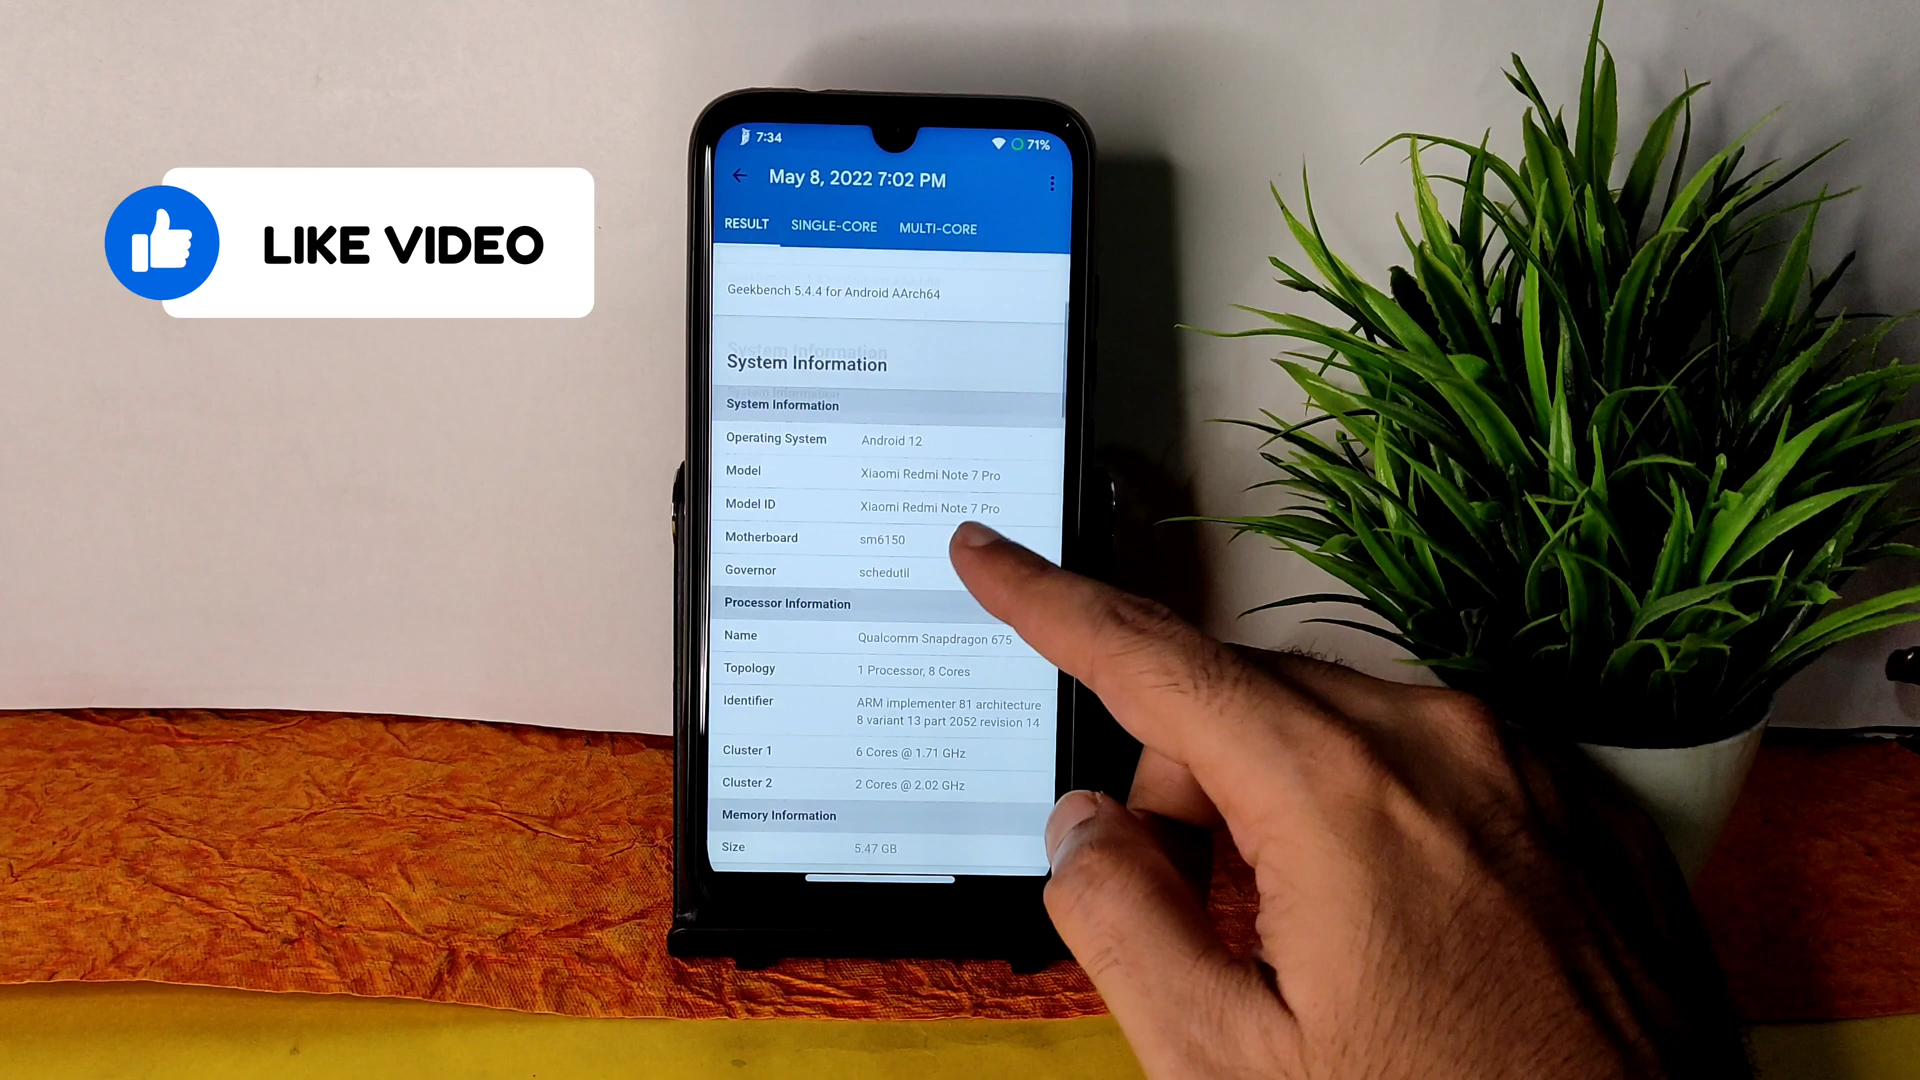 LIKE VIDEO
7:34
71%
May 8, 2022 7:02 PM
RESULT SINGLE-CORE MULTI-CORE
Geekbench 5.4.4 for Android AArch64
System Information
System Information
Operating System Android 12
Model Xiaomi Redmi Note 7 Pro
Model ID Xiaomi Redmi Note 7 Pro
Motherboard sm6150
Governor schedutil
Processor Information
Name Qualcomm Snapdragon 675
Topology 1 Processor, 8 Cores
Identifier ARM implementer 81 architecture
8 variant 13 part 2052 revision 14
Cluster 1 6 Cores @ 1.71 GHz
Cluster 2 2 Cores @ 2.02 GHz
Memory Information
Size 5.47 GB